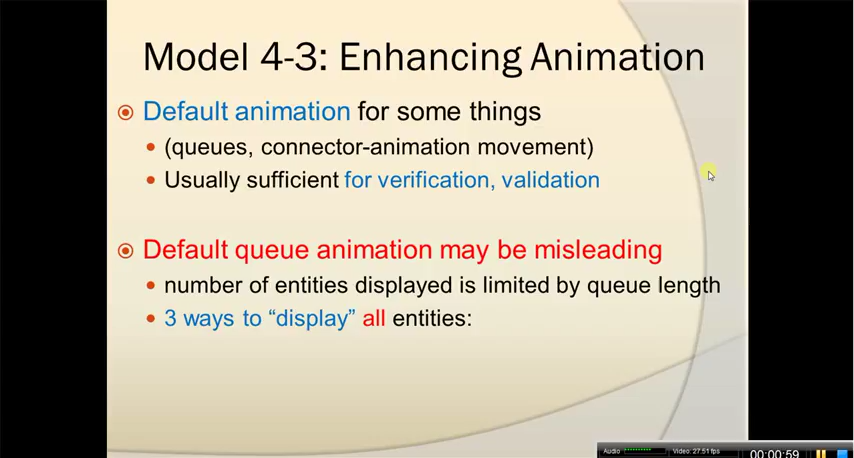 Model 4-3: Enhancing Animation
Default animation for some things
(queues, connector-animation movement)
Usually sufficient for verification, validation
Default queue animation may be misleading
number of entities displayed is limited by queue length
3 ways to “display” all entities:
Audio Video: 27.51 fps 00:00:59